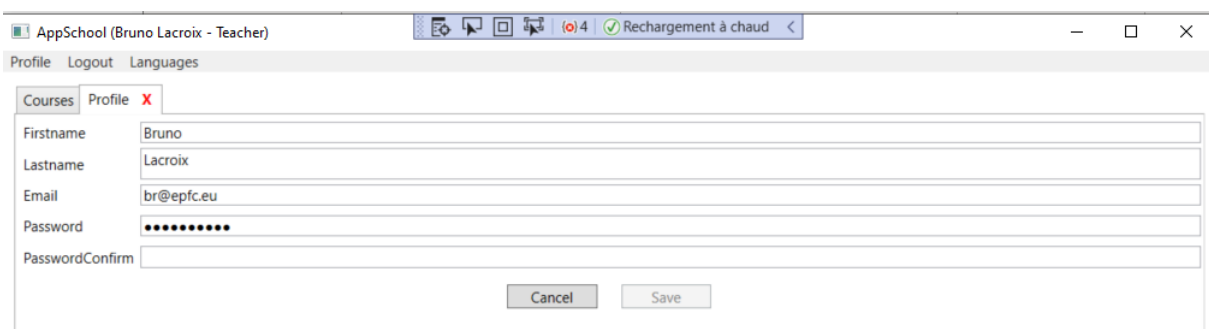 AppSchool (Bruno Lacroix - Teacher) 4 Rechargement à chaud
Profile Logout Languages
Courses Profile X
Firstname Bruno
Lastname Lacroix
Email br@epfc.eu
Password ●●●●●●●●●●
PasswordConfirm
Cancel Save